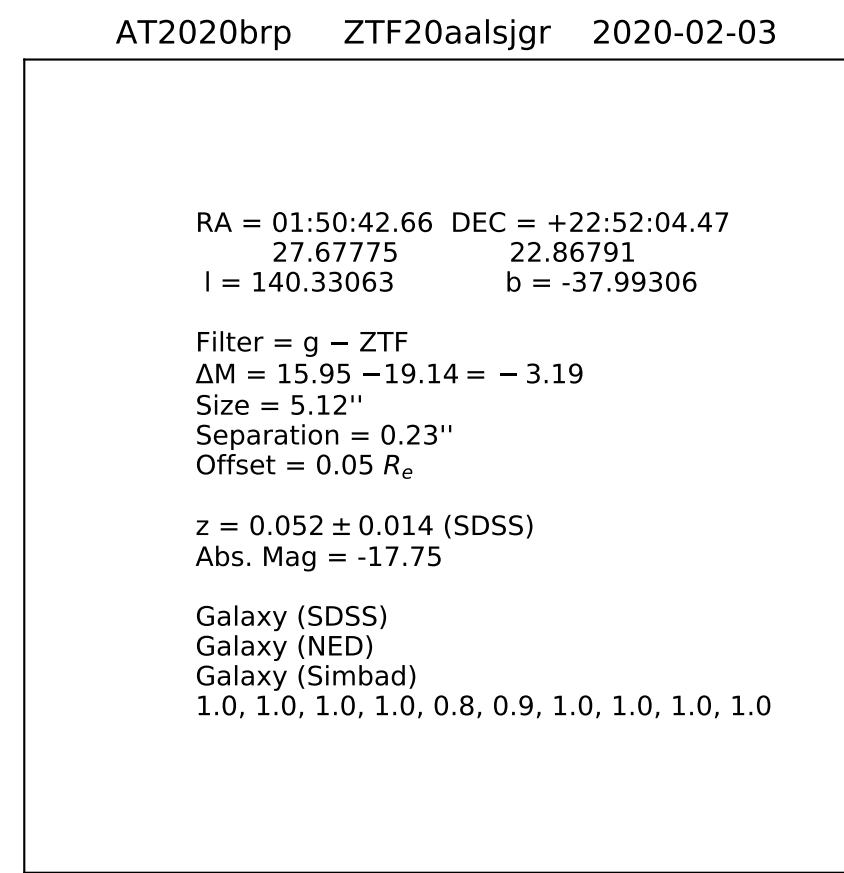 AT2020brp ZTF20aalsjgr 2020-02-03
RA = 01:50:42.66 DEC = +22:52:04.47
27.67775 22.86791
l = 140.33063 b = -37.99306
Filter = g − ZTF
ΔM = 15.95 −19.14 = − 3.19
Size = 5.12''
Separation = 0.23''
Offset = 0.05 Re
z = 0.052 ± 0.014 (SDSS)
Abs. Mag = -17.75
Galaxy (SDSS)
Galaxy (NED)
Galaxy (Simbad)
1.0, 1.0, 1.0, 1.0, 0.8, 0.9, 1.0, 1.0, 1.0, 1.0